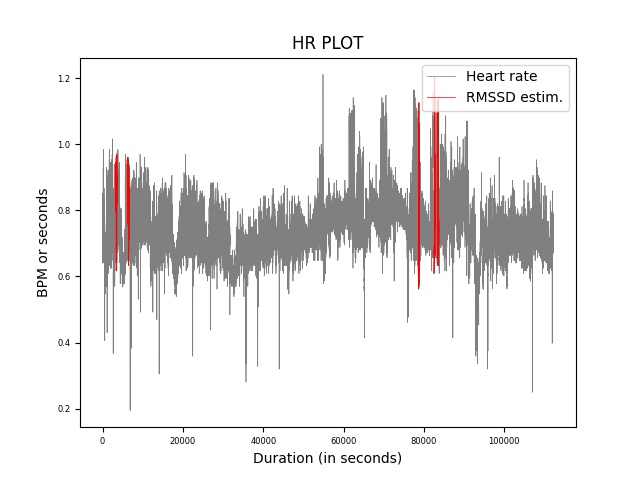 HR PLOT
Heart rate
RMSSD estim.
BPM or seconds
1.2
1.0
0.8
0.6
0.4
0.2
0
20000
40000
60000
80000
100000
Duration (in seconds)